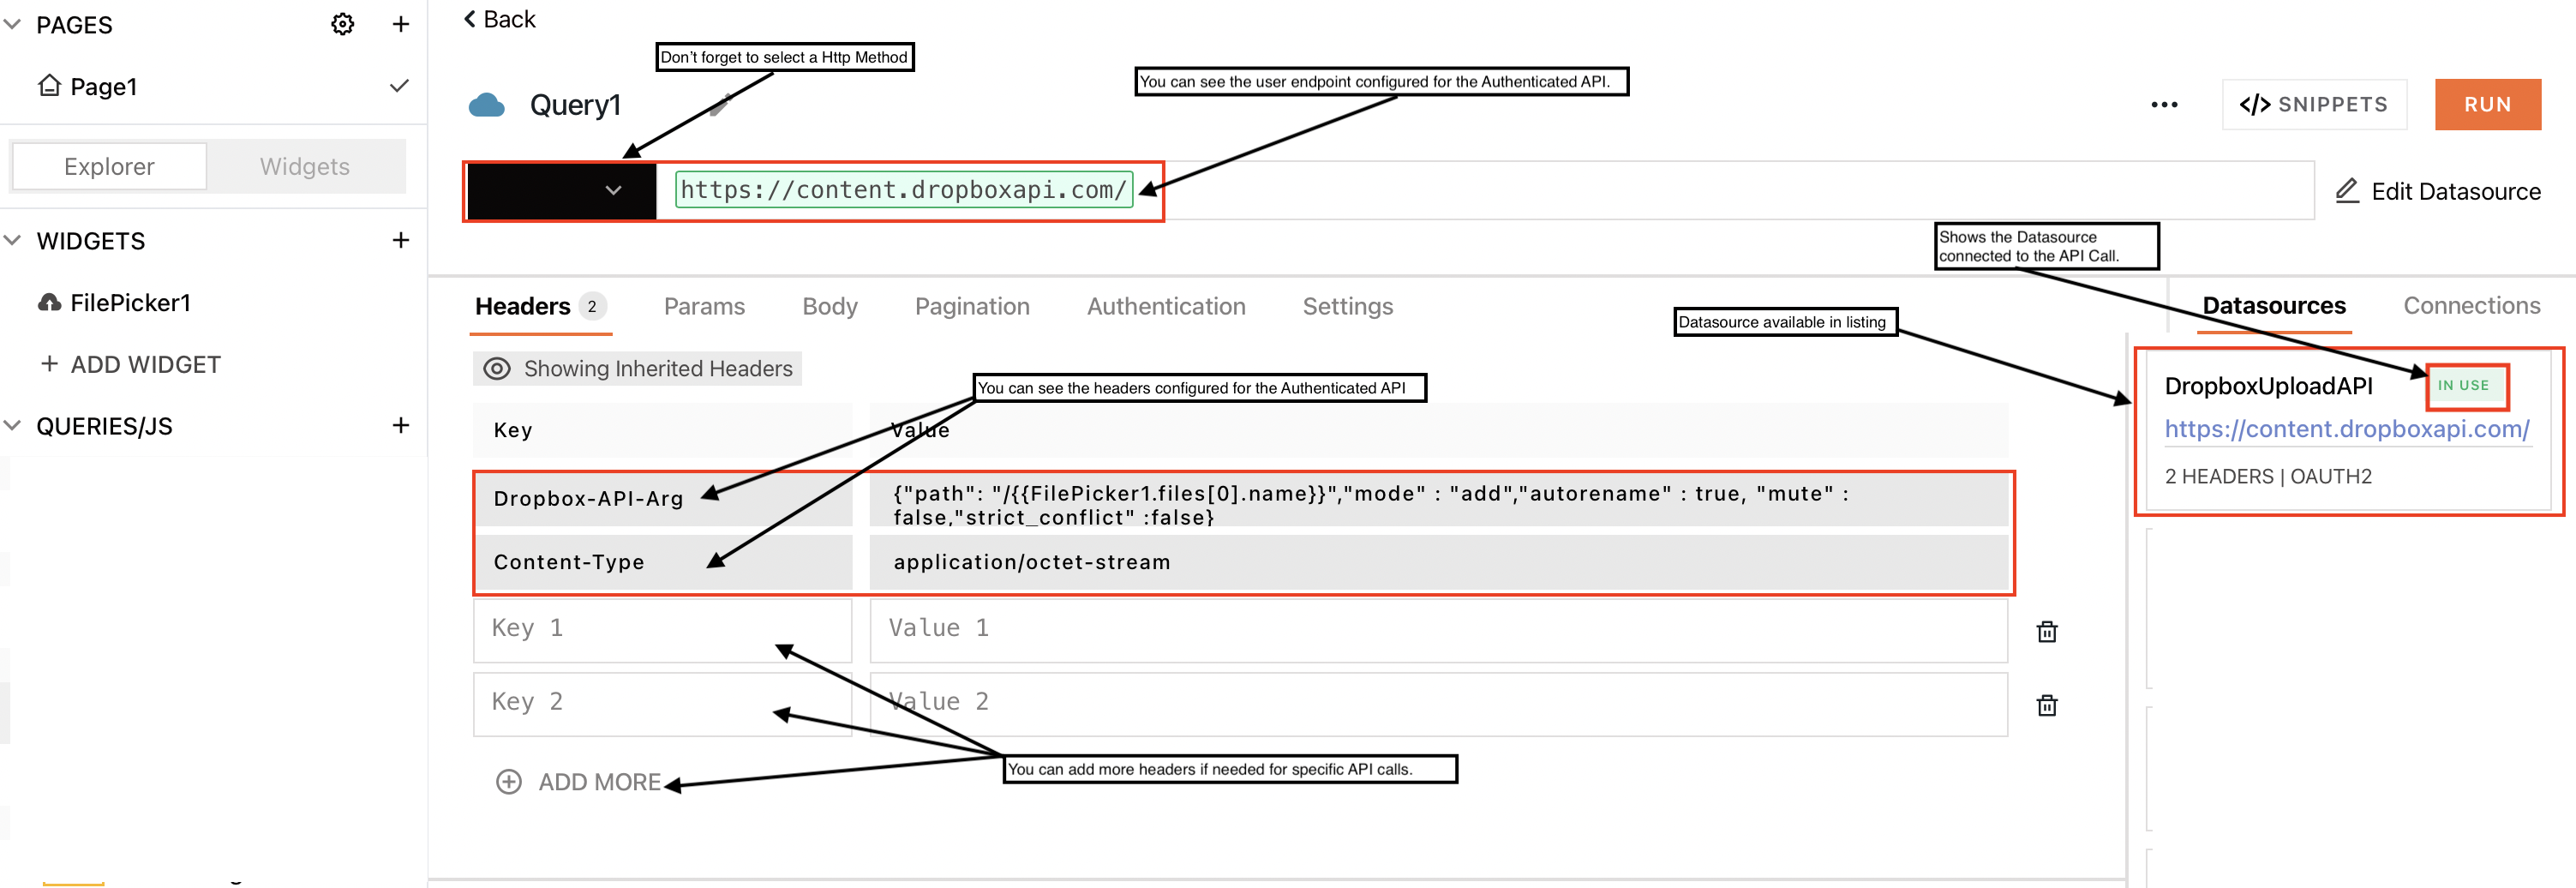 PAGES
Page1
Explorer
Widgets
WIDGETS
FilePicker1
ADD WIDGET
QUERIES/JS
Back
Don't forget to select a Http Method
You can see the user endpoint configured for the Authenticated API.
Query1
SNIPPETS
RUN
https://content.dropboxapi.com/
Edit Datasource
Shows the Datasource
connected to the API Call.
Headers 2
Params
Body
Pagination
Authentication
Settings
Datasource available in listing
Datasources
Connections
Showing Inherited Headers
You can see the headers configured for the Authenticated API
Key
Value
Dropbox-API-Arg
{"path": "/{{FilePicker1.files[0].name}}","mode" : "add","autorename" : true, "mute" :
false,"strict_conflict" :false}
Content-Type
application/octet-stream
Key 1
Value 1
Key 2
Value 2
You can add more headers if needed for specific API calls.
ADD MORE
DropboxUploadAPI
IN USE
https://content.dropboxapi.com/
2 HEADERS | OAUTH2